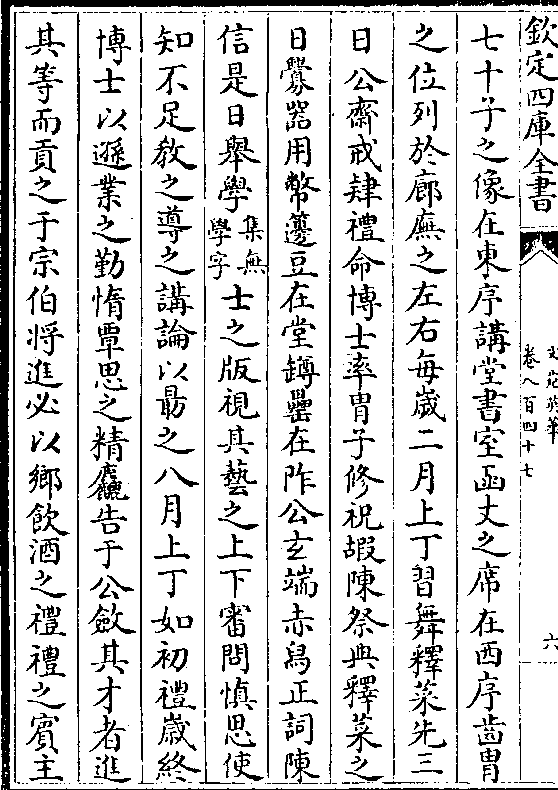 欽定四庫全書
文苑英華
卷八百四十七
六
七十子之像在東序講堂書室函丈之席在西序齒胄
之位列於廊廡之左右每歲二月上丁習舞釋菜先三
日公齋戒肄禮命博士率胄子修祝嘏陳祭典釋菜之
日爨器用幣籩豆在堂罇罍在阼公玄端赤舄正詞陳
信是日舉學集無學字士之版視其藝之上下審問慎思使
知不足教之導之講論以勗之八月上丁如初禮歲終
博士以遜業之勤惰覃思之精麤告于公斂其才者進
其等而貢之于宗伯將進必以鄉飲酒之禮禮之賓主